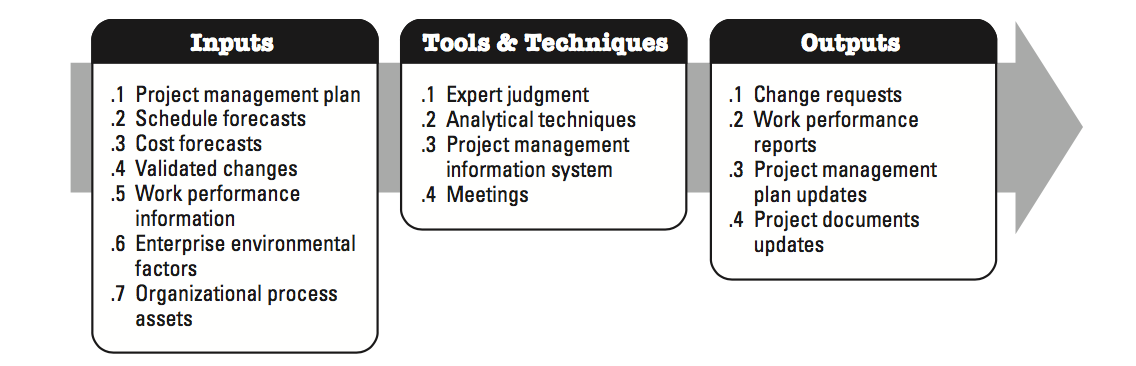 Inputs
.1 Project management plan
.2 Schedule forecasts
.3 Cost forecasts
.4 Validated changes
.5 Work performance
information
.6 Enterprise environmental
factors
.7 Organizational process
assets
Tools & Techniques
.1 Expert judgment
.2 Analytical techniques
.3 Project management
information system
.4 Meetings
Outputs
.1 Change requests
.2 Work performance
reports
.3 Project management
plan updates
.4 Project documents
updates